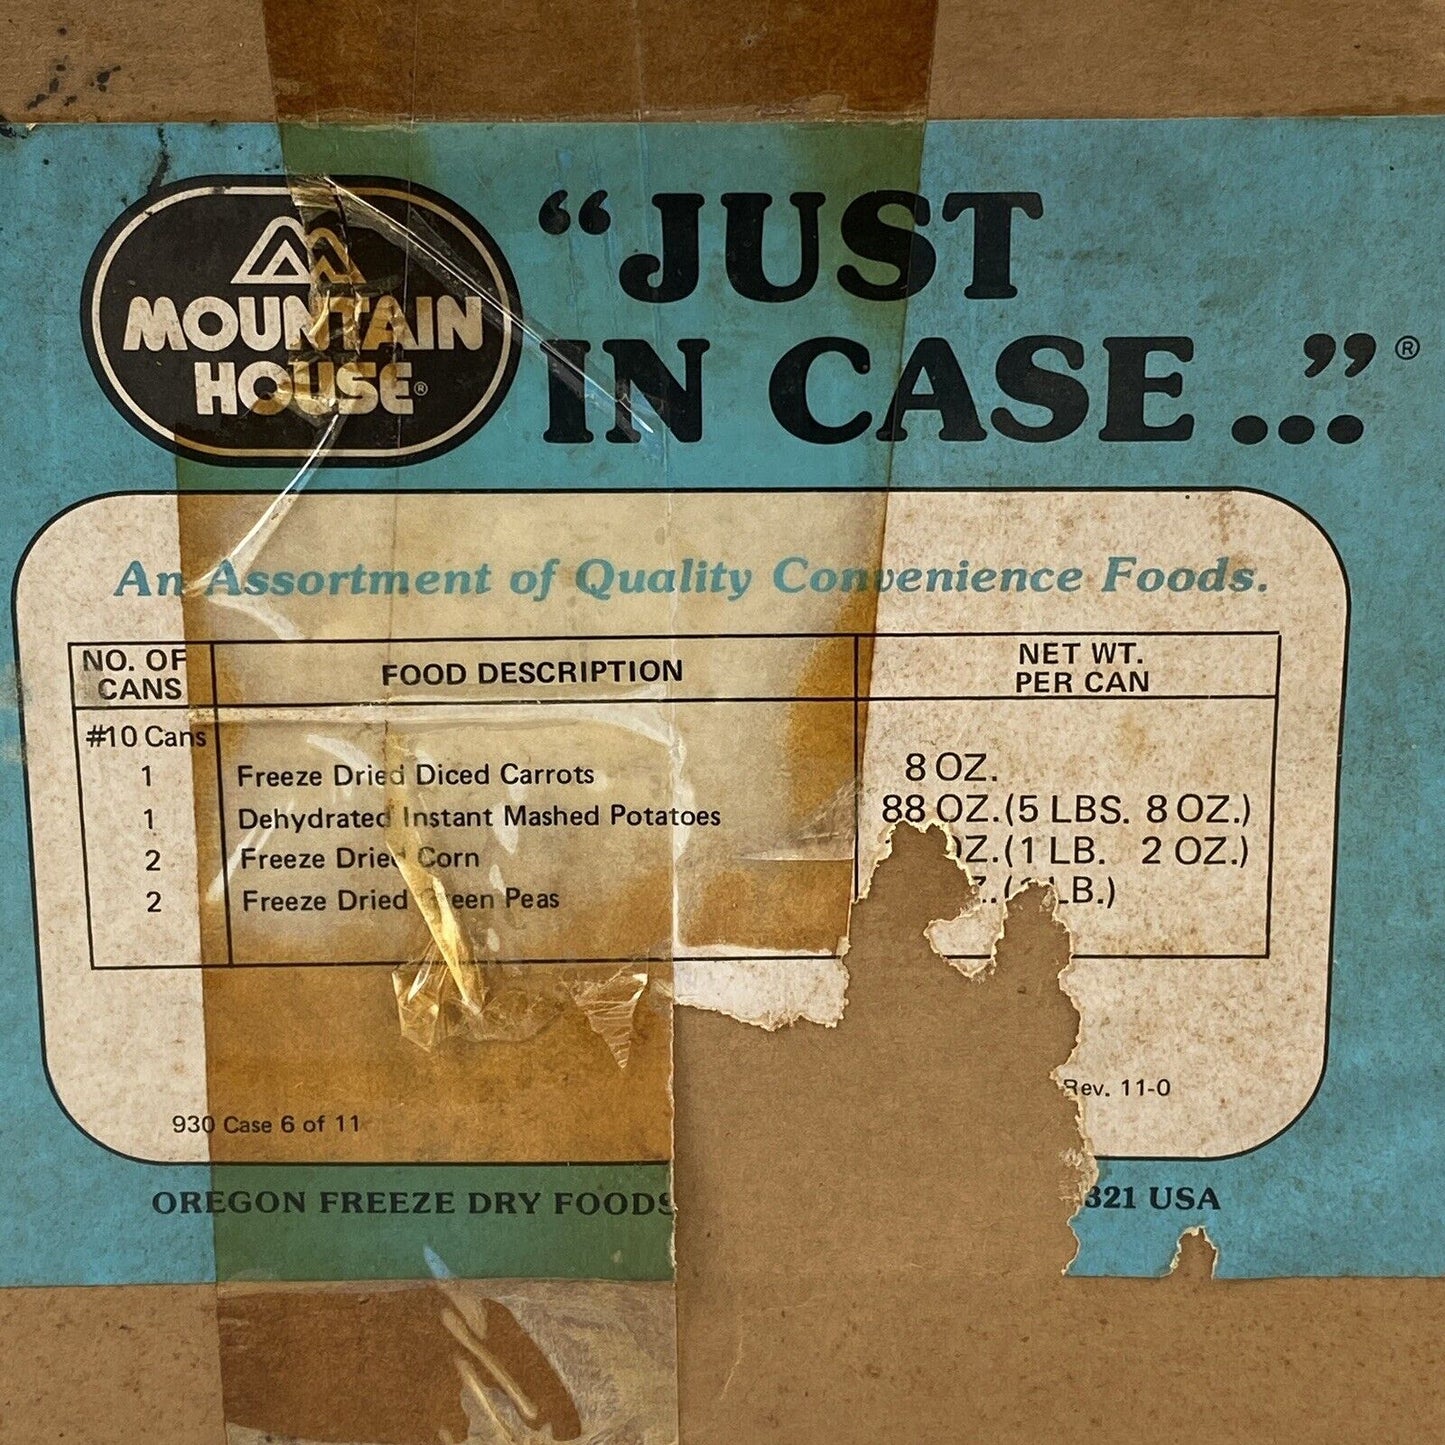 MOUNTAIN
HOUSE®
“JUST
IN CASE...”®
An Assortment of Quality Convenience Foods.
NO. OF CANS FOOD DESCRIPTION NET WT. PER CAN
#10 Cans
1 Freeze Dried Diced Carrots 8 OZ.
1 Dehydrated Instant Mashed Potatoes 88 OZ. (5 LBS. 8 OZ.)
2 Freeze Dried Corn OZ. (1 LB. 2 OZ.)
2 Freeze Dried Green Peas LB.)
Rev. 11-0
930 Case 6 of 11
OREGON FREEZE DRY FOODS 321 USA